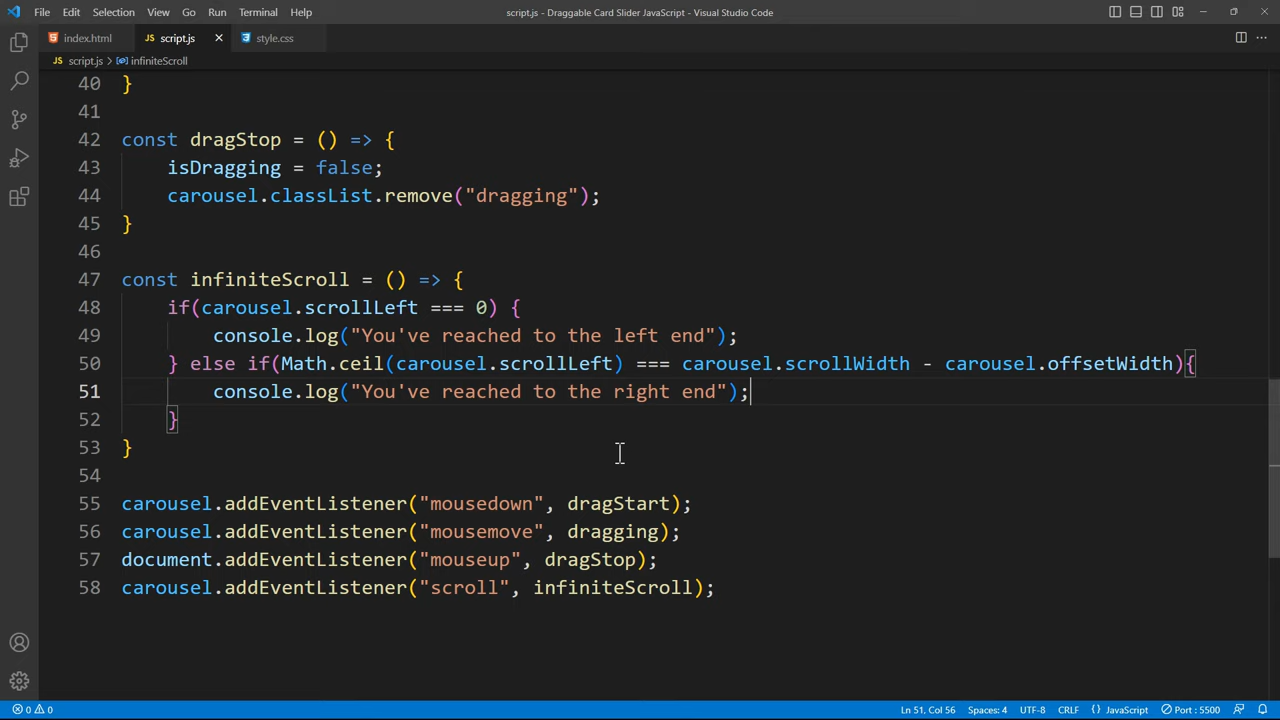 File Edit Selection View Go Run Terminal Help script.js - Draggable Card Slider JavaScript - Visual Studio Code
index.html JS script.js style.css
JS script.js > infiniteScroll
40 }
41
42 const dragStop = () => {
43 isDragging = false;
44 carousel.classList.remove("dragging");
45 }
46
47 const infiniteScroll = () => {
48 if(carousel.scrollLeft === 0) {
49 console.log("You've reached to the left end");
50 } else if(Math.ceil(carousel.scrollLeft) === carousel.scrollWidth - carousel.offsetWidth){
51 console.log("You've reached to the right end");
52 }
53 }
54
55 carousel.addEventListener("mousedown", dragStart);
56 carousel.addEventListener("mousemove", dragging);
57 document.addEventListener("mouseup", dragStop);
58 carousel.addEventListener("scroll", infiniteScroll);
0 0 Ln 51, Col 56 Spaces: 4 UTF-8 CRLF {} JavaScript Port : 5500